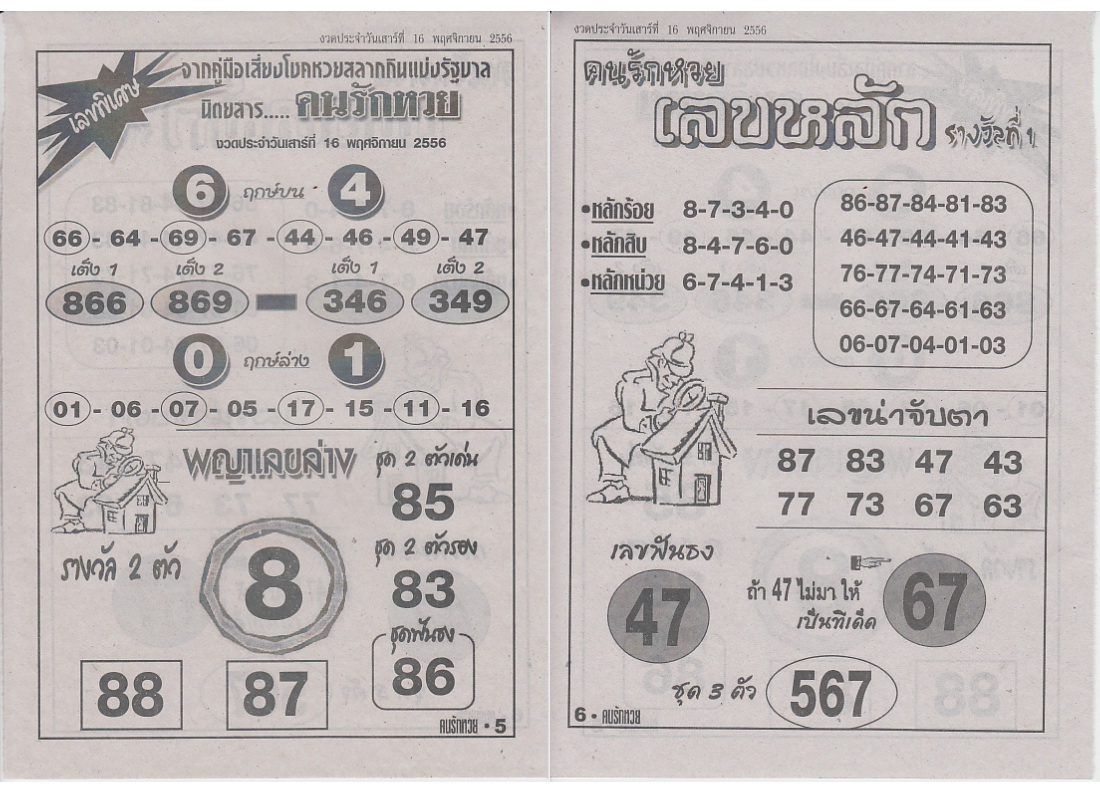 งวดประจำวันเสาร์ที่ 16 พฤศจิกายน 2556
เลขพิเศษ
จากคู่มือเสี่ยงโชคหวยสลากกินแบ่งรัฐบาล
นิตยสาร..... คนรักหวย
งวดประจำวันเสาร์ที่ 16 พฤศจิกายน 2556
6 ฤกษ์บน 4
66 - 64 - 69 - 67 - 44 - 46 - 49 - 47
เต็ง 1 เต็ง 2 เต็ง 1 เต็ง 2
866 869 346 349
0 ฤกษ์ล่าง 1
01 - 06 - 07 - 05 - 17 - 15 - 11 - 16
พญาเลขล่าง
ชุด 2 ตัวเด่น
85
รางวัล 2 ตัว
8
ชุด 2 ตัวรอง
83
ชุดฟันธง
86
88 87
คนรักหวย • 5
งวดประจำวันเสาร์ที่ 16 พฤศจิกายน 2556
คนรักหวย
เลขหลัก รางวัลที่ 1
•หลักร้อย 8-7-3-4-0
•หลักสิบ 8-4-7-6-0
•หลักหน่วย 6-7-4-1-3
86-87-84-81-83
46-47-44-41-43
76-77-74-71-73
66-67-64-61-63
06-07-04-01-03
เลขน่าจับตา
87 83 47 43
77 73 67 63
เลขฟันธง
47
ถ้า 47 ไม่มา ให้
เป็นทีเด็ด
67
ชุด 3 ตัว 567
6 • คนรักหวย